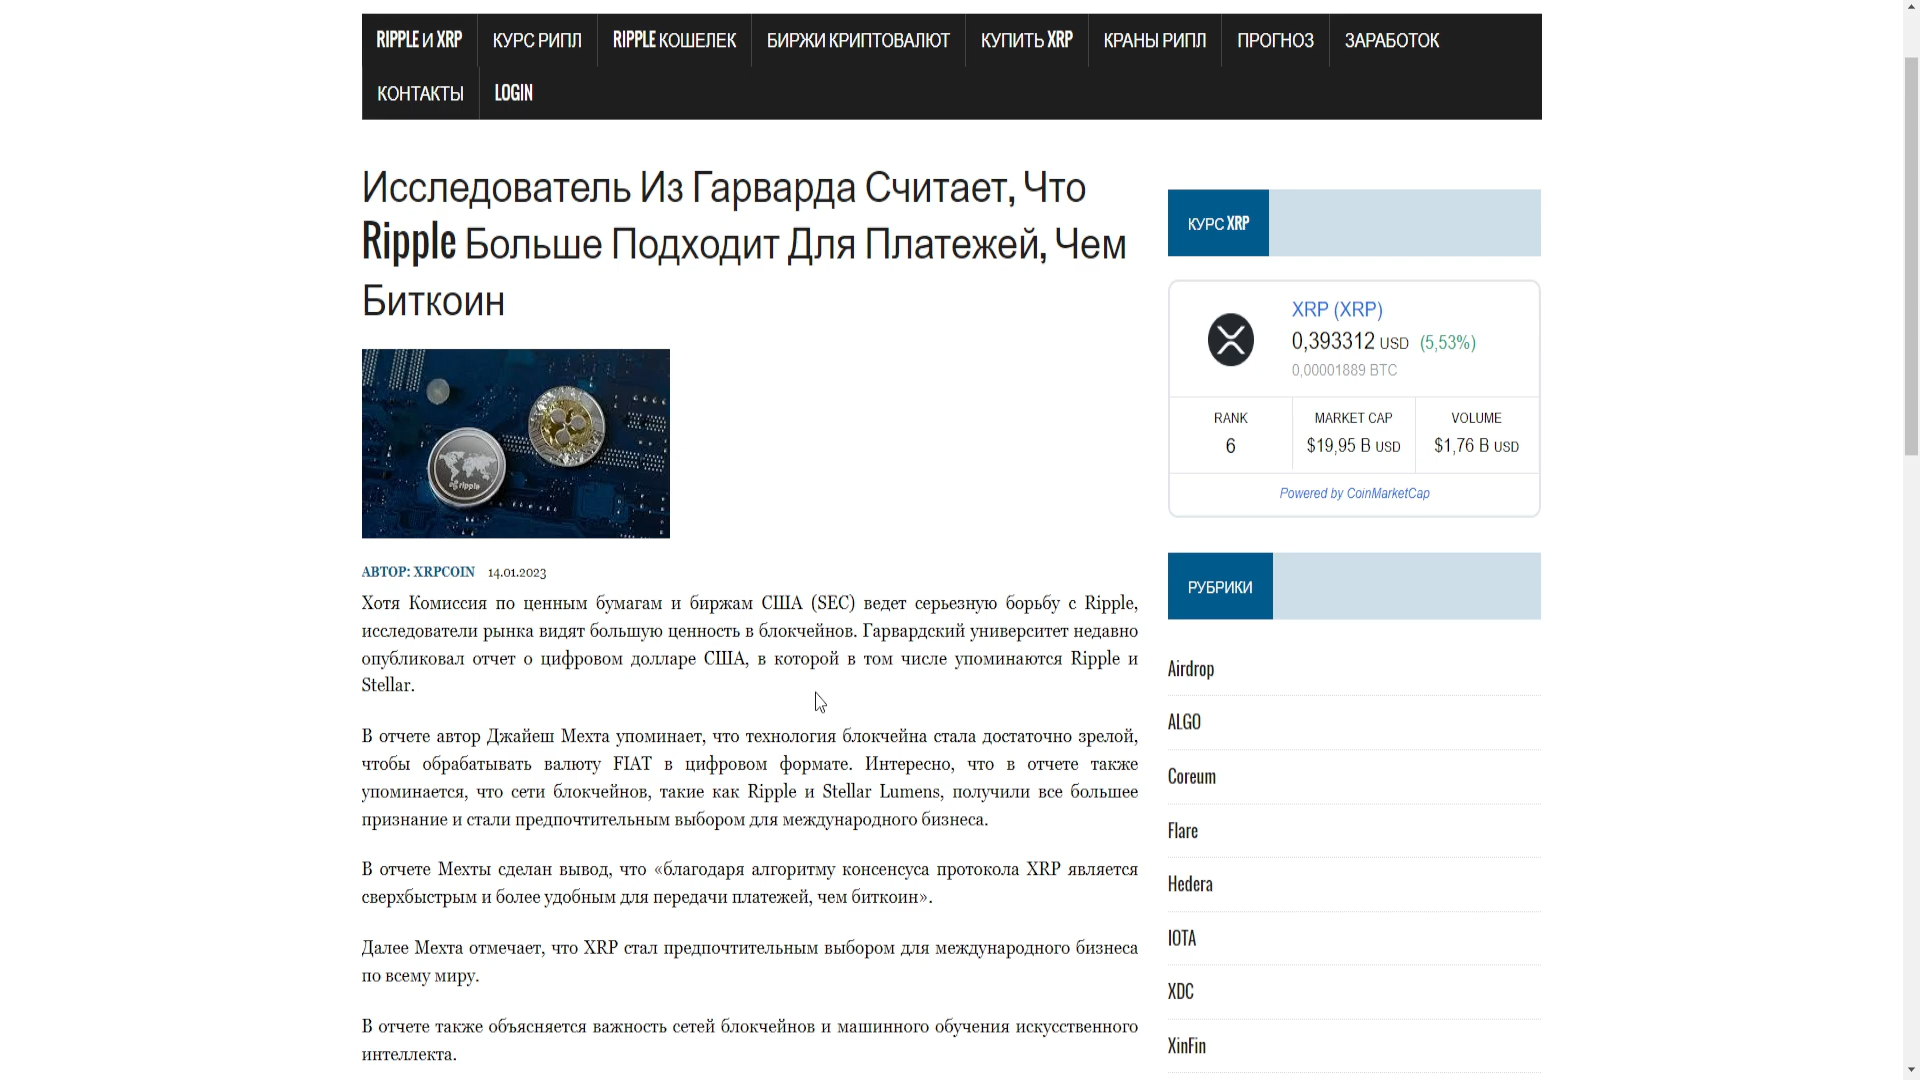 RIPPLE И XRP
КУРС РИПЛ
RIPPLE КОШЕЛЕК
БИРЖИ КРИПТОВАЛЮТ
КУПИТЬ XRP
КРАНЫ РИПЛ
ПРОГНОЗ
ЗАРАБОТОК
КОНТАКТЫ
LOGIN
Исследователь Из Гарварда Считает, Что
Ripple Больше Подходит Для Платежей, Чем
Биткоин
ripple
АВТОР: XRPCOIN 14.01.2023
Хотя Комиссия по ценным бумагам и биржам США (SEC) ведет серьезную борьбу с Ripple,
исследователи рынка видят большую ценность в блокчейнов. Гарвардский университет недавно
опубликовал отчет о цифровом долларе США, в которой в том числе упоминаются Ripple и
Stellar.
В отчете автор Джайеш Мехта упоминает, что технология блокчейна стала достаточно зрелой,
чтобы обрабатывать валюту FIAT в цифровом формате. Интересно, что в отчете также
упоминается, что сети блокчейнов, такие как Ripple и Stellar Lumens, получили все большее
признание и стали предпочтительным выбором для международного бизнеса.
В отчете Мехты сделан вывод, что «благодаря алгоритму консенсуса протокола XRP является
сверхбыстрым и более удобным для передачи платежей, чем биткоин».
Далее Мехта отмечает, что XRP стал предпочтительным выбором для международного бизнеса
по всему миру.
В отчете также объясняется важность сетей блокчейнов и машинного обучения искусственного
интеллекта.
КУРС XRP
XRP (XRP)
0,393312 USD (5,53%)
0,00001889 BTC
RANK
6
MARKET CAP
$19,95 B USD
VOLUME
$1,76 B USD
Powered by CoinMarketCap
РУБРИКИ
Airdrop
ALGO
Coreum
Flare
Hedera
IOTA
XDC
XinFin